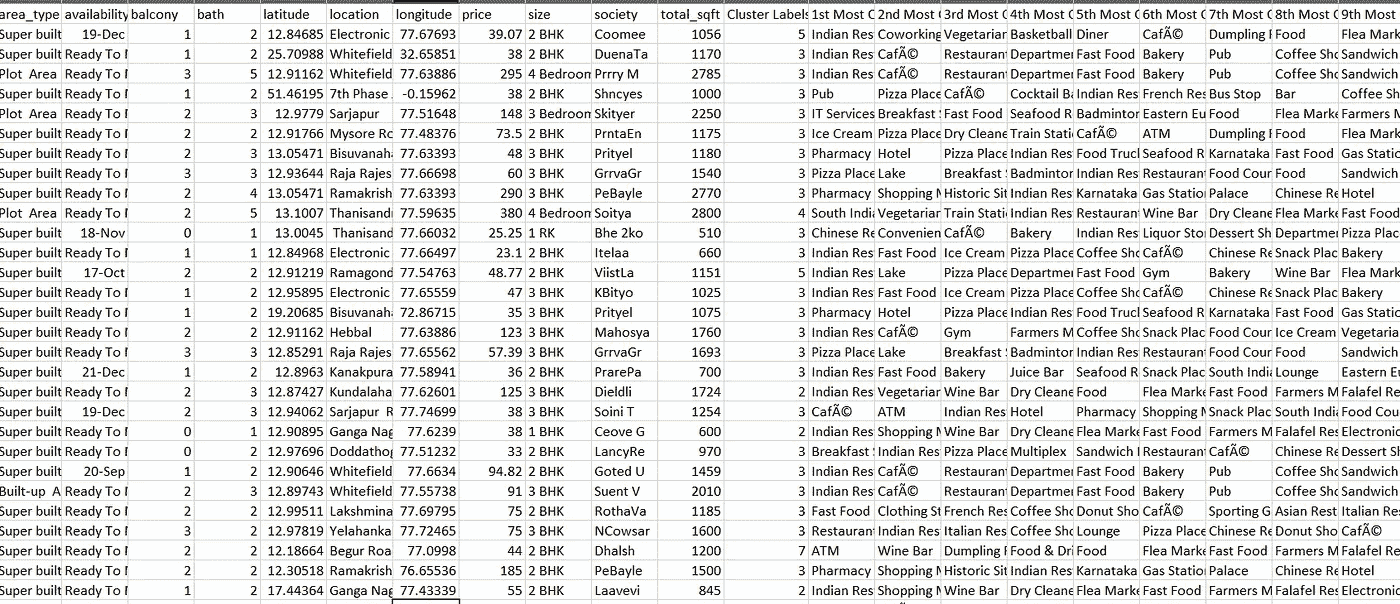 area_type availability balcony bath latitude location longitude price size society total_sqft Cluster Labels 1st Most C 2nd Most C 3rd Most C 4th Most C 5th Most C 6th Most C 7th Most C 8th Most C 9th Most
Super built 19-Dec 1 2 12.84685 Electronic 77.67693 39.07 2 BHK Coomee 1056 5 Indian Res Coworking Vegetarian Basketball Diner CafÃ© Dumpling F Food Flea Mark
Super built Ready To M 1 2 25.70988 Whitefield 32.65851 38 2 BHK DuenaTa 1170 3 Indian Res CafÃ© Restauran Departmer Fast Food Bakery Pub Coffee Sho Sandwich
Plot Area Ready To M 3 5 12.91162 Whitefield 77.63886 295 4 Bedroom Prrry M 2785 3 Indian Res CafÃ© Restauran Departmer Fast Food Bakery Pub Coffee Sho Sandwich
Super built Ready To M 1 2 51.46195 7th Phase -0.15962 38 2 BHK Shncyes 1000 3 Pub Pizza Place CafÃ© Cocktail Ba Indian Res French Res Bus Stop Bar Coffee Sh
Plot Area Ready To M 2 3 12.9779 Sarjapur 77.51648 148 3 Bedroom Skityer 2250 3 IT Services Breakfast Fast Food Seafood R Badminton Eastern Eu Food Flea Marke Farmers M
Super built Ready To M 2 2 12.91766 Mysore Ro 77.48376 73.5 2 BHK PrntaEn 1175 3 Ice Cream Pizza Place Dry Cleane Train Stati CafÃ© ATM Dumpling F Food Flea Mark
Super built Ready To M 2 3 13.05471 Bisuvanah 77.63393 48 3 BHK Prityel 1180 3 Pharmacy Hotel Pizza Place Indian Res Food Truc Seafood R Karnataka Fast Food Gas Statio
Super built Ready To M 3 3 12.93644 Raja Rajes 77.66698 60 3 BHK GrrvaGr 1540 3 Pizza Place Lake Breakfast Badminton Indian Res Restauran Food Cour Food Sandwich
Super built Ready To M 2 4 13.05471 Ramakrish 77.63393 290 3 BHK PeBayle 2770 3 Pharmacy Shopping M Historic Sit Indian Res Karnataka Gas Station Palace Chinese Re Hotel
Plot Area Ready To M 2 5 13.1007 Thanisand 77.59635 380 4 Bedroom Soitya 2800 4 South India Vegetarian Train Stati Indian Res Restauran Wine Bar Dry Cleane Flea Marke Fast Food
Super built 18-Nov 0 1 13.0045 Thanisand 77.66032 25.25 1 RK Bhe 2ko 510 3 Chinese Re Convenien CafÃ© Bakery Indian Res Liquor Stor Dessert Sh Departmer Pizza Plac
Super built Ready To M 1 1 12.84968 Electronic 77.66497 23.1 2 BHK Itelaa 660 3 Indian Res Fast Food Ice Cream Pizza Place Coffee Sho CafÃ© Chinese Re Snack Plac Bakery
Super built 17-Oct 2 2 12.91219 Ramagond 77.54763 48.77 2 BHK ViistLa 1151 5 Indian Res Lake Pizza Place Departmer Fast Food Gym Bakery Wine Bar Flea Mark
Super built Ready To M 2 2 12.95895 Electronic 77.65559 47 3 BHK KBityo 1025 3 Indian Res Fast Food Ice Cream Pizza Place Coffee Sho CafÃ© Chinese Re Snack Plac Bakery
Super built Ready To M 1 2 19.20685 Bisuvanah 72.86715 35 3 BHK Prityel 1075 3 Pharmacy Hotel Pizza Place Indian Res Food Truc Seafood R Karnataka Fast Food Gas Statio
Super built Ready To M 2 2 12.91162 Hebbal 77.63886 123 3 BHK Mahosya 1760 3 Indian Res CafÃ© Gym Farmers M Coffee Sho Snack Plac Food Cour Ice Cream Vegetaria
Super built Ready To M 3 3 12.85291 Raja Rajes 77.65562 57.39 3 BHK GrrvaGr 1693 3 Pizza Place Lake Breakfast Badminton Indian Res Restauran Food Cour Food Sandwich
Super built 21-Dec 1 2 12.8963 Kanakpura 77.58941 36 2 BHK PrarePa 700 3 Indian Res Fast Food Bakery Juice Bar Seafood R Snack Plac South India Lounge Eastern Eu
Super built Ready To M 2 3 12.87427 Kundalaha 77.62601 125 3 BHK Dieldli 1724 2 Indian Res Vegetarian Wine Bar Dry Cleane Food Flea Marke Fast Food Farmers M Falafel Res
Super built 19-Dec 2 3 12.94062 Sarjapur R 77.74699 38 3 BHK Soini T 1254 3 CafÃ© ATM Indian Res Hotel Pharmacy Shopping M Snack Plac South India Food Cou
Super built Ready To M 0 1 12.90895 Ganga Nag 77.6239 38 1 BHK Ceove G 600 2 Indian Res Shopping M Wine Bar Dry Cleane Flea Marke Fast Food Farmers M Falafel Res Electronic
Super built Ready To M 0 2 12.97696 Doddathog 77.51232 33 2 BHK LancyRe 970 3 Breakfast Indian Res Pizza Place Multiplex Sandwich Restauran CafÃ© Chinese Re Dessert Sh
Super built 20-Sep 1 2 12.90646 Whitefield 77.6634 94.82 2 BHK Goted U 1459 3 Indian Res CafÃ© Restauran Departmer Fast Food Bakery Pub Coffee Sho Sandwich
Built-up A Ready To M 2 3 12.89743 Whitefield 77.55738 91 3 BHK Suent V 2010 3 Indian Res CafÃ© Restauran Departmer Fast Food Bakery Pub Coffee Sho Sandwich
Super built Ready To M 2 2 12.99511 Lakshmina 77.69795 75 2 BHK RothaVa 1185 3 Fast Food Clothing St French Res Coffee Sho Donut Sho CafÃ© Sporting G Asian Rest Italian Res
Super built Ready To M 3 2 12.97819 Yelahanka 77.72465 75 3 BHK NCowsar 1600 3 Restauran Indian Res Italian Res Coffee Sho Lounge Pizza Place Chinese Re Donut Sho CafÃ©
Super built Ready To M 2 2 12.18664 Begur Roa 77.0998 44 2 BHK Dhalsh 1200 7 ATM Wine Bar Dumpling F Food & Dri Food Flea Marke Fast Food Farmers M Falafel Re
Super built Ready To M 2 2 12.30518 Ramakrish 76.65536 185 2 BHK PeBayle 1500 3 Pharmacy Shopping M Historic Sit Indian Res Karnataka Gas Station Palace Chinese Re Hotel
Super built Ready To M 1 2 17.44364 Ganga Nag 77.43339 55 2 BHK Laavevi 845 2 Indian Res Shopping M Wine Bar Dry Cleane Flea Marke Fast Food Farmers M Falafel Res Electronic